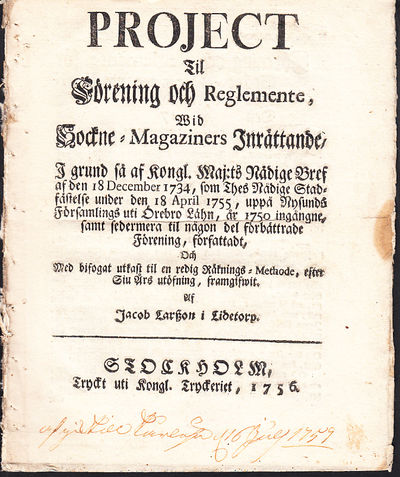 PROJECT
Til
Förening och Reglemente,
Wid
Sockne-Magaziners Inrättande,
I grund så af Kongl. Maj:ts Nådige Bref
af den 18 December 1734, som Thes Nådige Stad-
fästelse under den 18 April 1755, uppå Nysunds
Församlings uti Örebro Lähn, år 1750 ingångne,
samt sedermera til någon del förbättrade
Förening, författadt,
Och
Med bifogat utkast til en redig Räknings-Methode, efter
Siu Års utöfning, framgifwit.
Af
Jacob Larßon i Lidetorp.
STOCKHOLM,
Tryckt uti Kongl. Tryckeriet, 1756.
1759